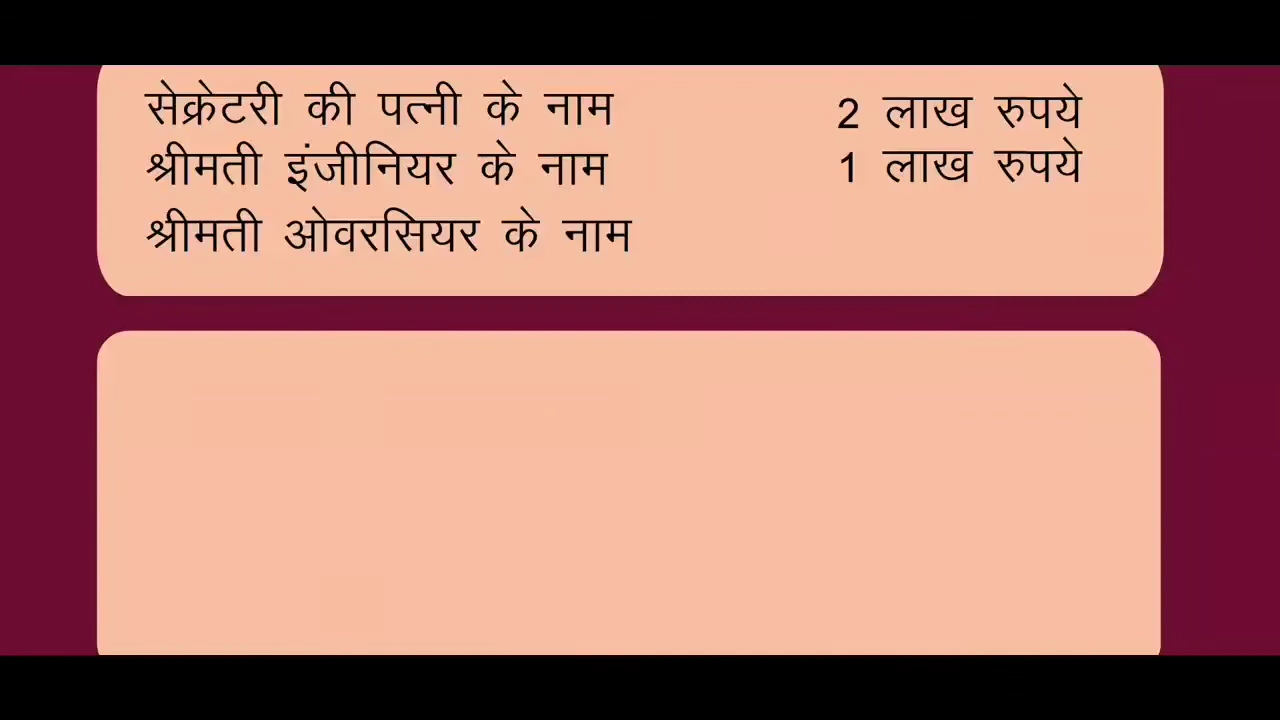 सेक्रेटरी की पत्नी के नाम 2 लाख रुपये
श्रीमती इंजीनियर के नाम 1 लाख रुपये
श्रीमती ओवरसियर के नाम